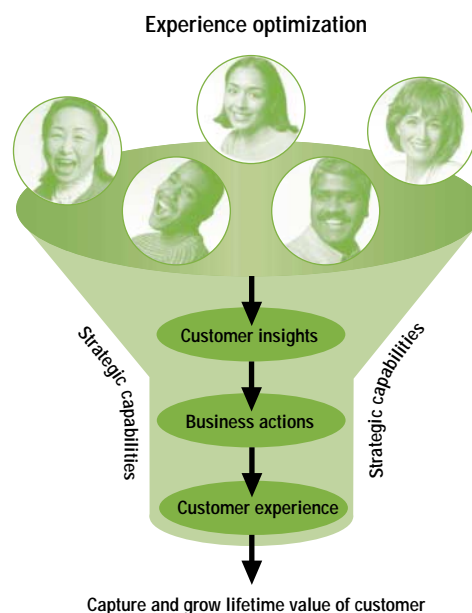 Experience optimization
Customer insights
Strategic capabilities
Strategic capabilities
Business actions
Customer experience
Capture and grow lifetime value of customer